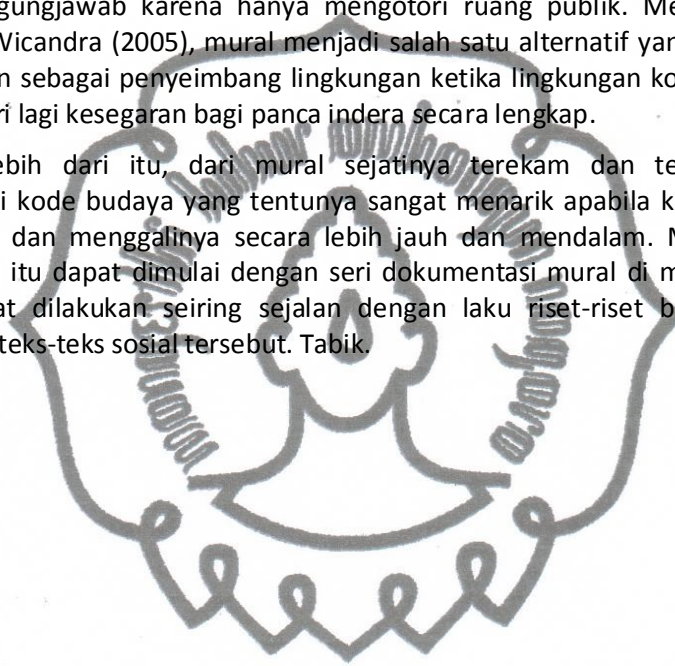 gungjawab karena hanya mengotori ruang publik. Me
Wicandra (2005), mural menjadi salah satu alternatif yan
n sebagai penyeimbang lingkungan ketika lingkungan ko
ri lagi kesegaran bagi panca indera secara lengkap.
ebih dari itu, dari mural sejatinya terekam dan te
i kode budaya yang tentunya sangat menarik apabila k
dan menggalinya secara lebih jauh dan mendalam. M
itu dapat dimulai dengan seri dokumentasi mural di m
at dilakukan seiring sejalan dengan laku riset-riset b
teks-teks sosial tersebut. Tabik.